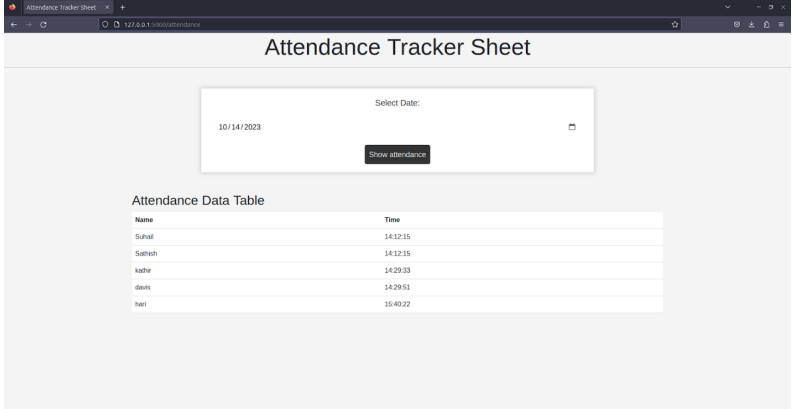 Attendance Tracker Sheet
127.0.0.1:5000/attendance
Attendance Tracker Sheet
Select Date:
10/14/2023
Show attendance
Attendance Data Table
Name Time
Suhail 14:12:15
Sathish 14:12:15
kathir 14:29:33
davis 14:29:51
hari 15:40:22